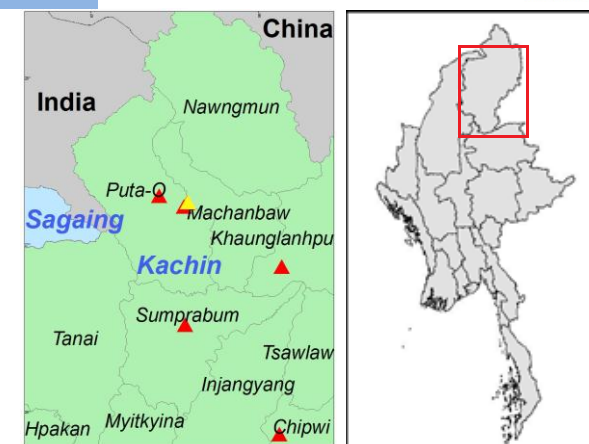 China
India
Nawngmun
Puta-O
Machanbaw
Sagaing
Khaunglanhpu
Kachin
Sumprabum
Tanai
Tsawlaw
Injangyang
Hpakan
Myitkyina
Chipwi